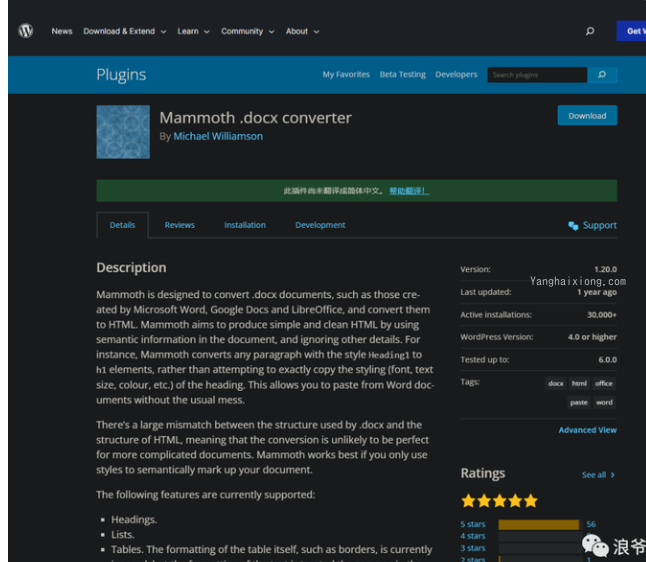 News Download & Extend Learn Community About Get
Plugins My Favorites Beta Testing Developers Search plugins
Mammoth .docx converter Download
By Michael Williamson
此插件尚未翻译成简体中文。 帮助翻译！
Details Reviews Installation Development Support
Description
Mammoth is designed to convert .docx documents, such as those cre-
ated by Microsoft Word, Google Docs and LibreOffice, and convert them
to HTML. Mammoth aims to produce simple and clean HTML by using
semantic information in the document, and ignoring other details. For
instance, Mammoth converts any paragraph with the style Heading1 to
h1 elements, rather than attempting to exactly copy the styling (font, text
size, colour, etc.) of the heading. This allows you to paste from Word doc-
uments without the usual mess.
There's a large mismatch between the structure used by .docx and the
structure of HTML, meaning that the conversion is unlikely to be perfect
for more complicated documents. Mammoth works best if you only use
styles to semantically mark up your document.
The following features are currently supported:
Headings.
Lists.
Tables. The formatting of the table itself, such as borders, is currently
Version: 1.20.0
Yanghaixiong.com
Last updated: 1 year ago
Active installations: 30,000+
WordPress Version: 4.0 or higher
Tested up to: 6.0.0
Tags: docx html office
paste word
Advanced View
Ratings See all
5 stars 56
4 stars
3 stars
2 stars 1
浪爷